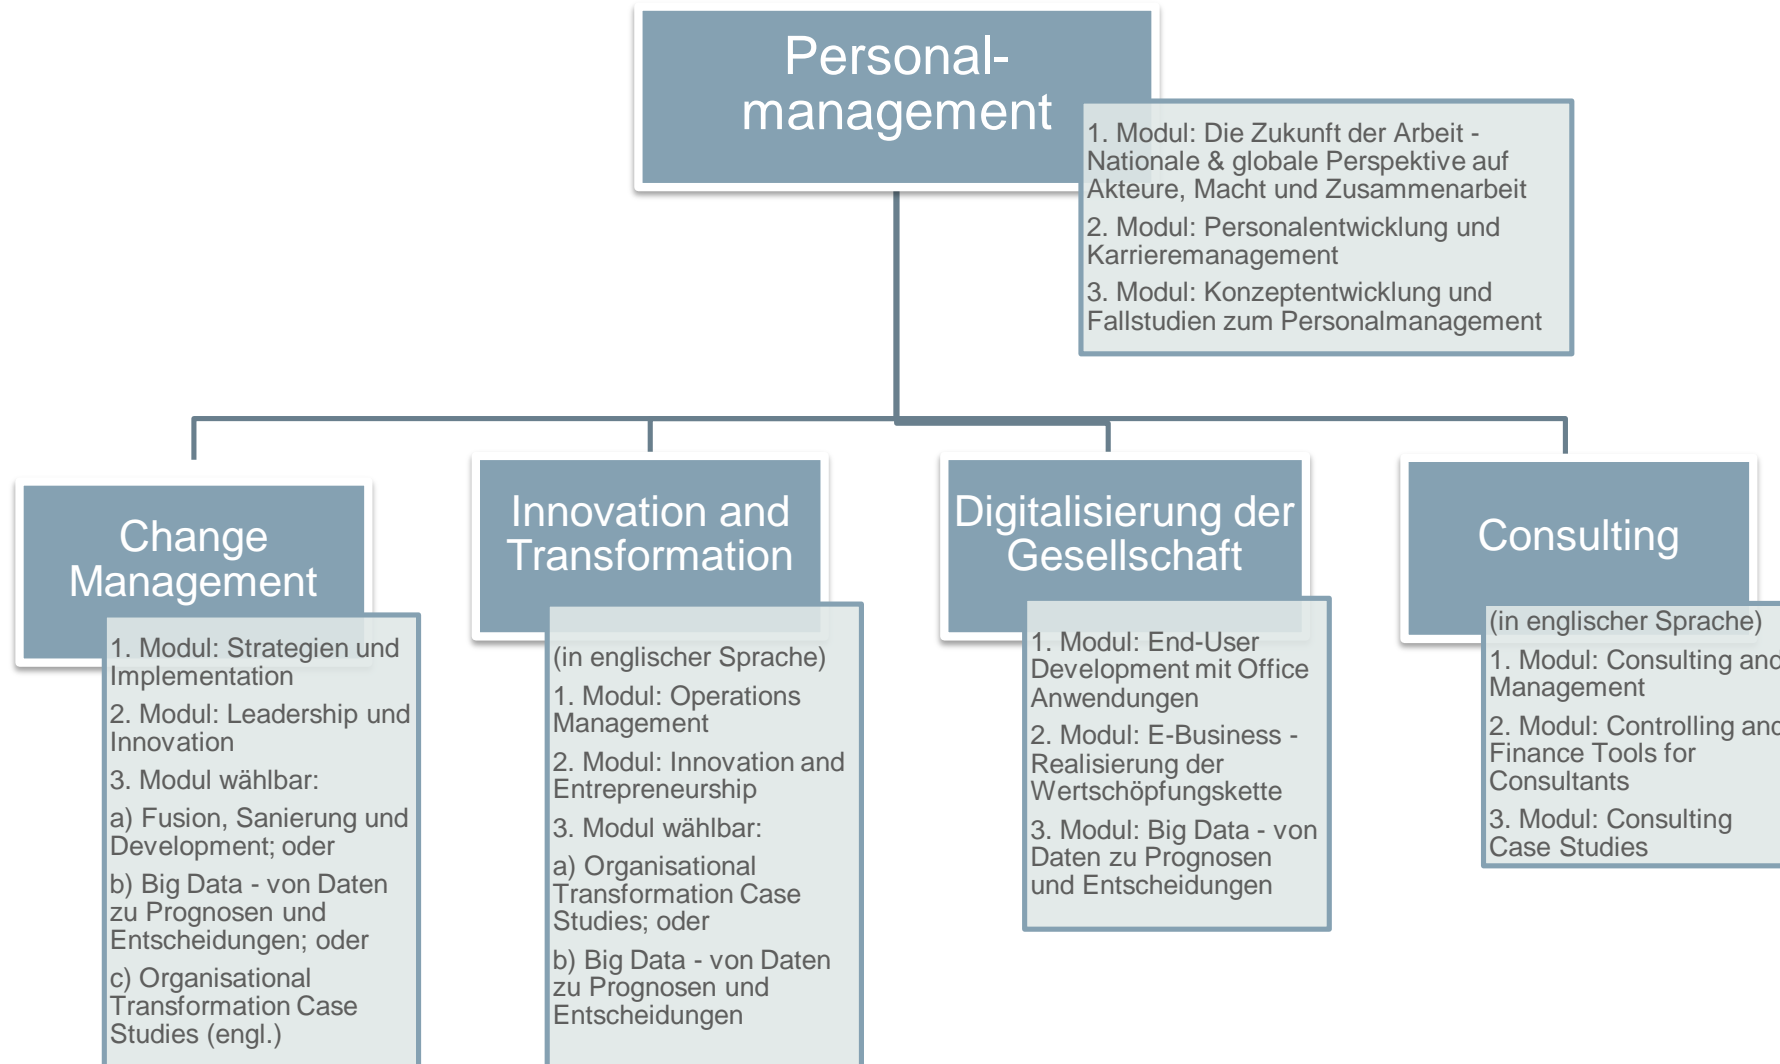 Personal-
management
1. Modul: Die Zukunft der Arbeit -
Nationale & globale Perspektive auf
Akteure, Macht und Zusammenarbeit
2. Modul: Personalentwicklung und
Karrieremanagement
3. Modul: Konzeptentwicklung und
Fallstudien zum Personalmanagement
Change
Management
1. Modul: Strategien und
Implementation
2. Modul: Leadership und
Innovation
3. Modul wählbar:
a) Fusion, Sanierung und
Development; oder
b) Big Data - von Daten
zu Prognosen und
Entscheidungen; oder
c) Organisational
Transformation Case
Studies (engl.)
Innovation and
Transformation
(in englischer Sprache)
1. Modul: Operations
Management
2. Modul: Innovation and
Entrepreneurship
3. Modul wählbar:
a) Organisational
Transformation Case
Studies; oder
b) Big Data - von Daten
zu Prognosen und
Entscheidungen
Digitalisierung der
Gesellschaft
1. Modul: End-User
Development mit Office
Anwendungen
2. Modul: E-Business -
Realisierung der
Wertschöpfungskette
3. Modul: Big Data - von
Daten zu Prognosen
und Entscheidungen
Consulting
(in englischer Sprache)
1. Modul: Consulting and
Management
2. Modul: Controlling and
Finance Tools for
Consultants
3. Modul: Consulting
Case Studies